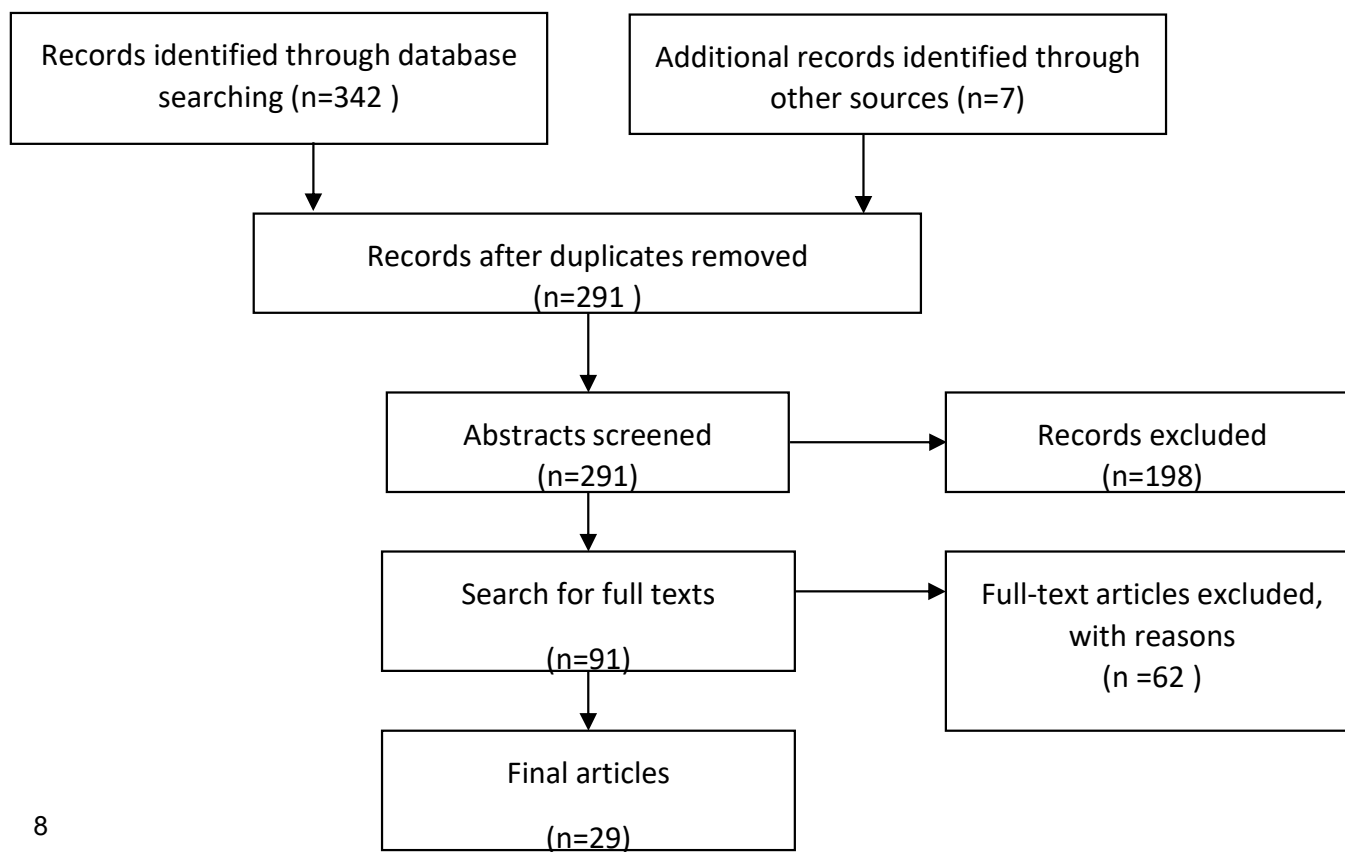 Records identified through database
searching (n=342 )
Additional records identified through
other sources (n=7)
Records after duplicates removed
(n=291 )
Abstracts screened
(n=291)
Records excluded
(n=198)
Search for full texts
(n=91)
Full-text articles excluded,
with reasons
(n =62 )
Final articles
(n=29)
8